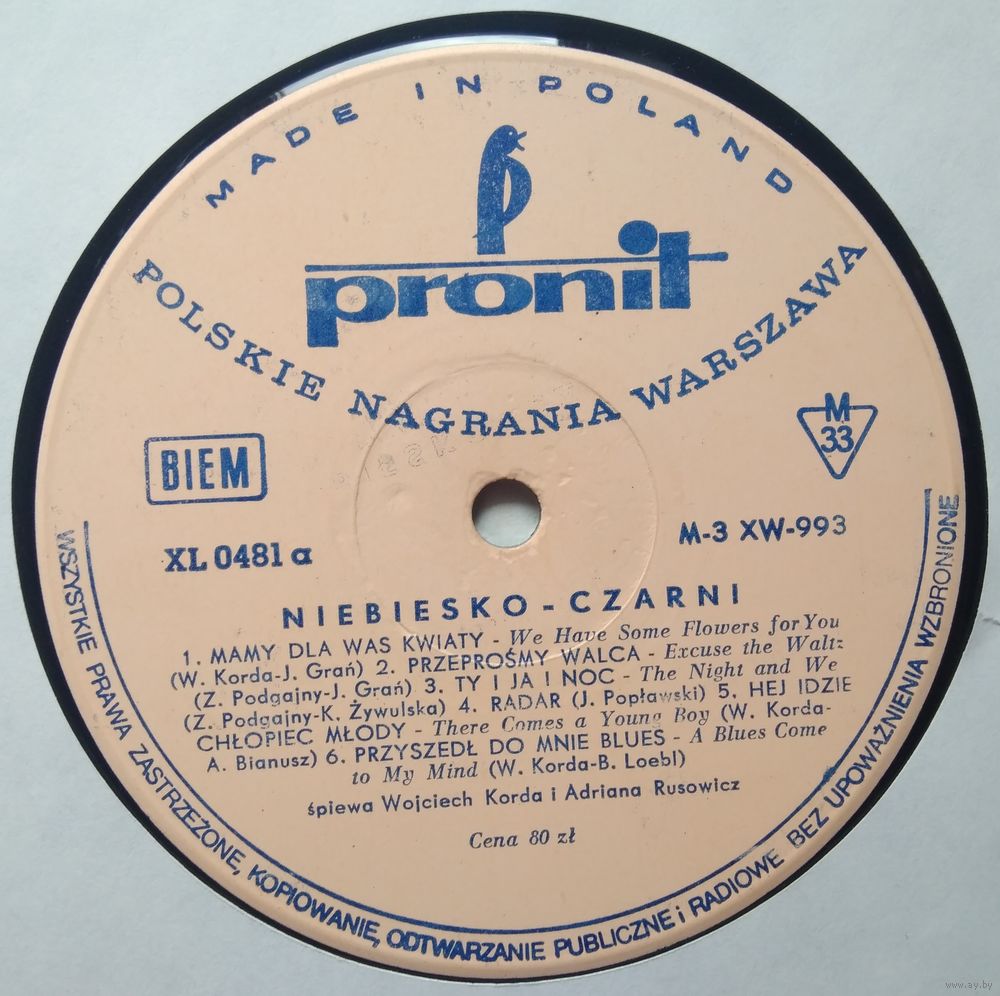 MADE IN POLAND
pronit
POLSKIE NAGRANIA WARSZAWA
BIEM
M
33
XL 0481 a
M-3 XW-993
NIEBIESKO - CZARNI
1. MAMY DLA WAS KWIATY - We Have Some Flowers for You
(W. Korda-J. Grań) 2. PRZEPROŚMY WALCA - Excuse the Waltz
(Z. Podgajny-J. Grań) 3. TY I JA I NOC - The Night and We
(Z. Podgajny-K. Żywulska) 4. RADAR (J. Popławski) 5. HEJ IDZIE
CHŁOPIEC MŁODY - There Comes a Young Boy (W. Korda-
A. Bianusz) 6. PRZYSZEDŁ DO MNIE BLUES - A Blues Come
to My Mind (W. Korda-B. Loebl)
śpiewa Wojciech Korda i Adriana Rusowicz
Cena 80 zł
WSZYSTKIE PRAWA ZASTRZEŻONE, KOPIOWANIE, ODTWARZANIE PUBLICZNE i RADIOWE BEZ UPOWAŻNIENIA WZBRONIONE
www.ay.by